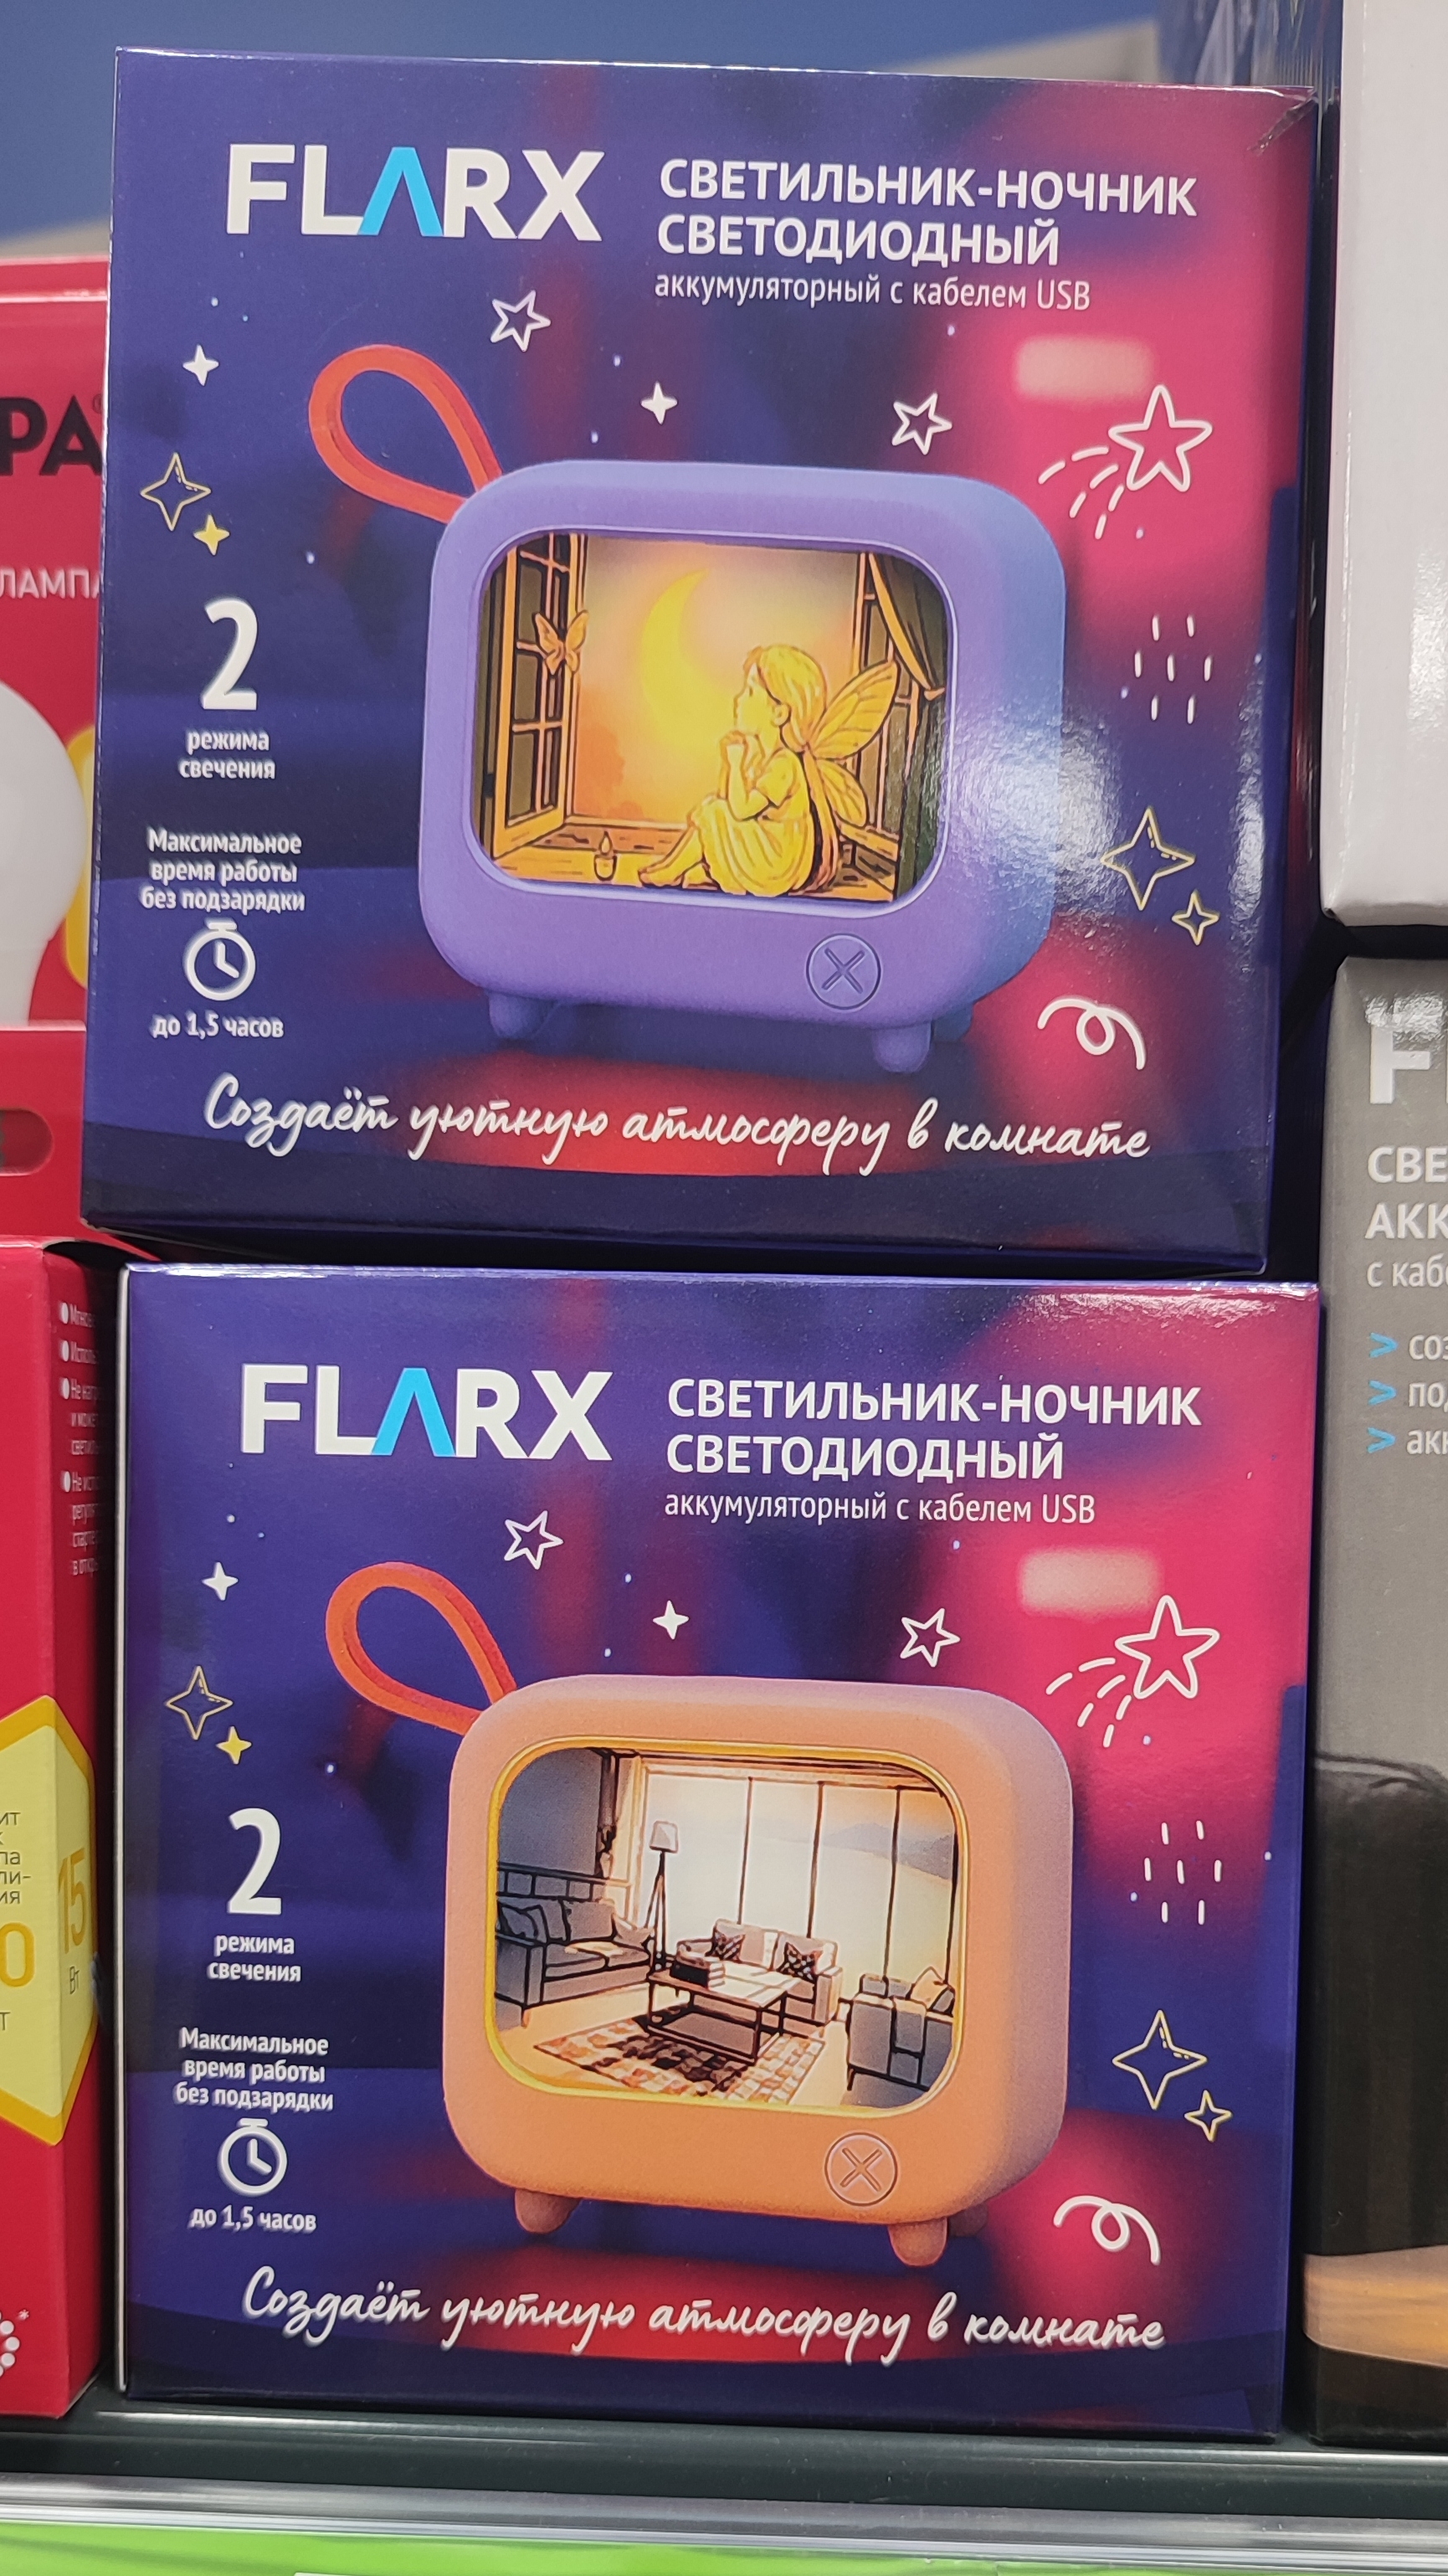 FLARX
СВЕТИЛЬНИК-НОЧНИК
СВЕТОДИОДНЫЙ
аккумуляторный с кабелем USB
2
режима
свечения
Максимальное
время работы
без подзарядки
до 1,5 часов
Создаёт уютную атмосферу в комнате
FLARX
СВЕТИЛЬНИК-НОЧНИК
СВЕТОДИОДНЫЙ
аккумуляторный с кабелем USB
2
режима
свечения
Максимальное
время работы
без подзарядки
до 1,5 часов
Создаёт уютную атмосферу в комнате
15
Вт